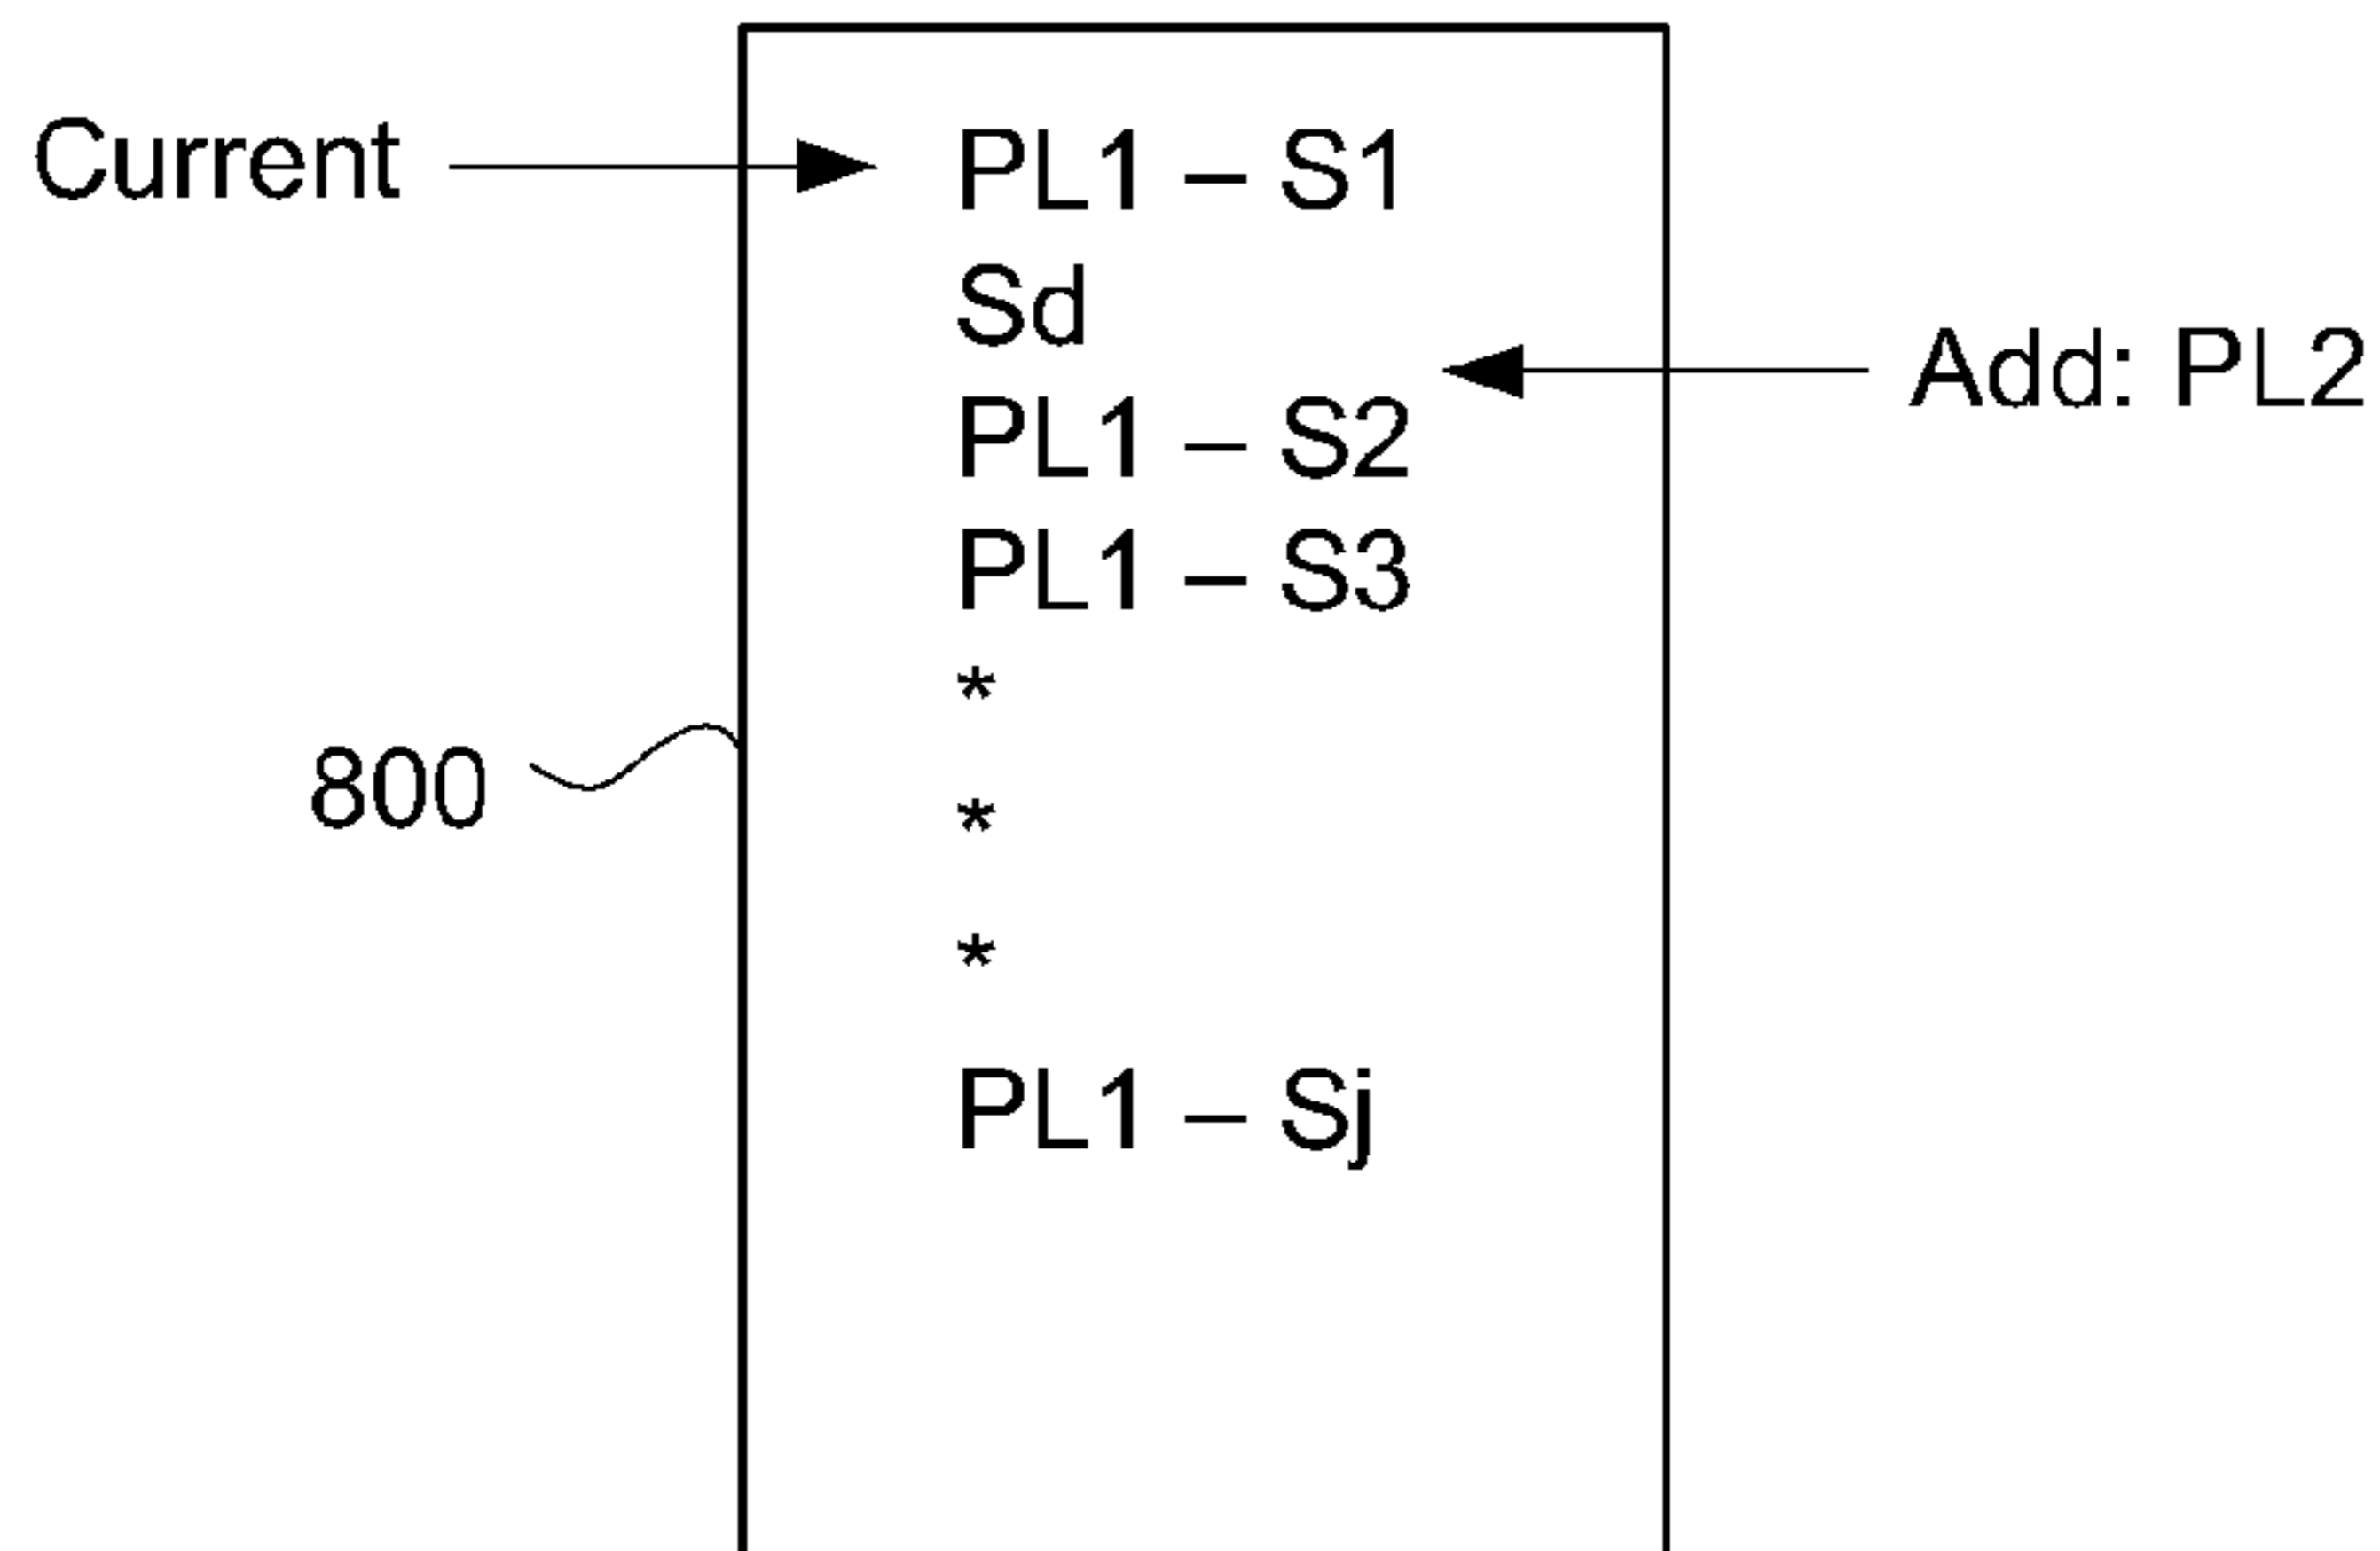 Current
PL1 – S1
Sd
Add: PL2
PL1 – S2
PL1 – S3
*
800
*
*
PL1 – Sj